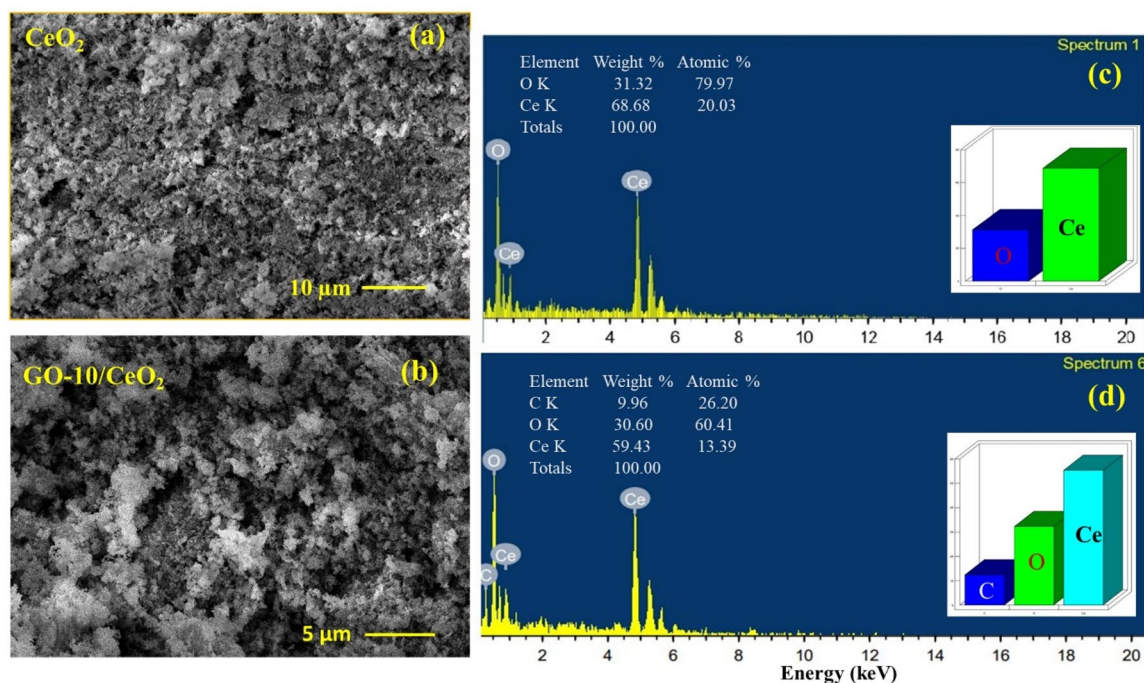 CeO₂
(a)
10 µm
GO-10/CeO₂
(b)
5 µm
Spectrum 1
(c)
Element Weight % Atomic %
O K 31.32 79.97
Ce K 68.68 20.03
Totals 100.00
O
Ce
Ce
O
Ce
2 4 6 8 10 12 14 16 18 20
Spectrum 6
(d)
Element Weight % Atomic %
C K 9.96 26.20
O K 30.60 60.41
Ce K 59.43 13.39
Totals 100.00
O
Ce
Ce
C
C
O
Ce
2 4 6 8 10 12 14 16 18 20
Energy (keV)